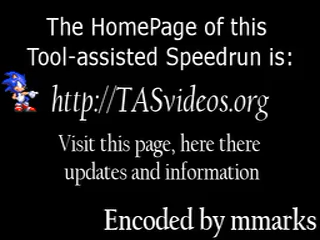 The HomePage of this
Tool-assisted Speedrun is:
http://TASvideos.org
Visit this page, here there
updates and information
Encoded by mmarks